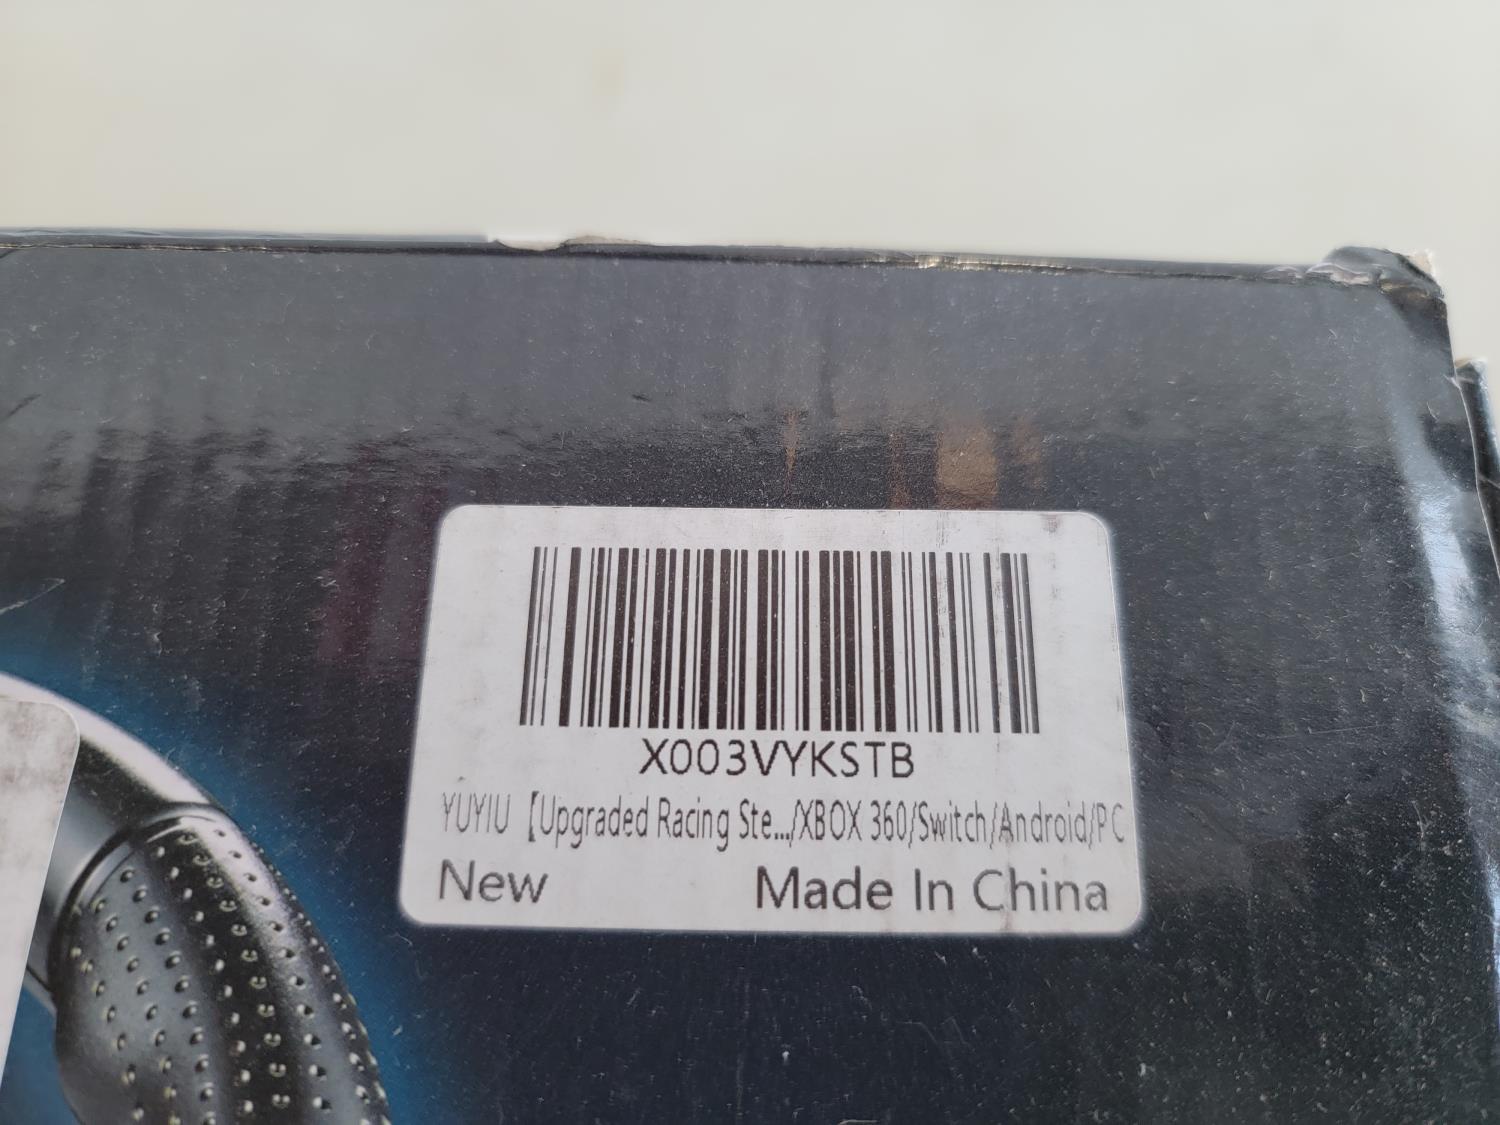 X003VYKSTB
YUYIU【Upgraded Racing Ste.../XBOX 360/Switch/Android/PC
New Made In China